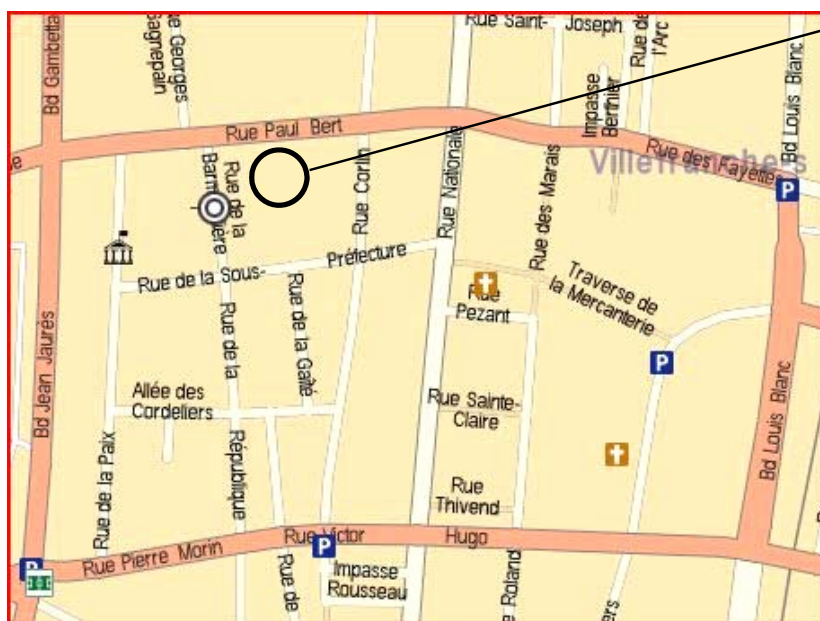 Rue Saint- Joseph
Rue de
l'Arc
Rue Georges
gagnepain
Bd Gambetta
Bd Louis Blanc
Impasse
Berthier
Rue Paul Bert
Rue des Fayettes
Villefranche-s
P
Rue de la
Rue Corlin
Rue Nationale
Rue des Marais
Rue de la Sous- Préfecture
Traverse de
la Mercanterie
Rue
Pezant
Rue de la
Rue de la Gaîté
P
Bd Jean Jaurès
Allée des
Cordeliers
Rue Sainte-
Claire
Bd Louis Blanc
Rue de la Paix
République
Rue
Thivend
Rue Victor Hugo
P
P
Rue Pierre Morin
Impasse
Rousseau
Rue de
e Roland
ers